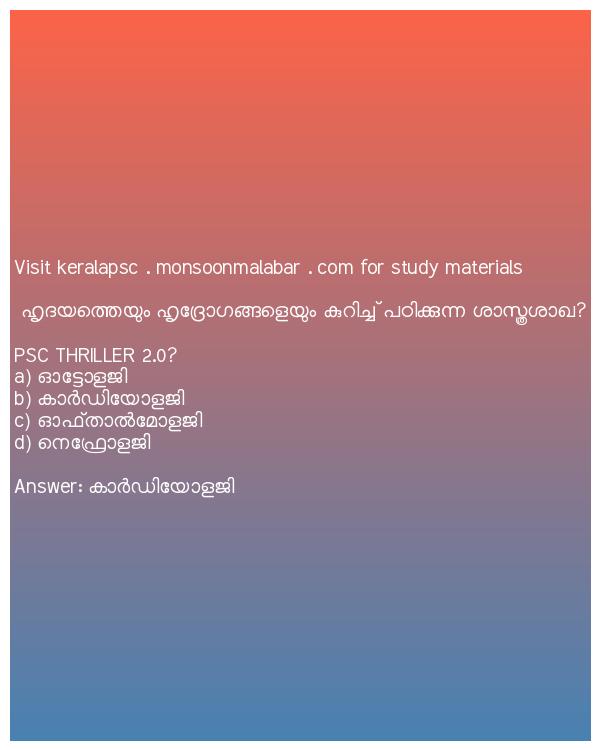 Visit keralapsc . monsoonmalabar . com for study materials
ഹൃദയത്തെയും ഹൃദ്രോഗങ്ങളെയും കുറിച്ച് പഠിക്കുന്ന ശാസ്ത്രശാഖ?
PSC THRILLER 2.0?
a) ഓട്ടോളജി
b) കാർഡിയോളജി
c) ഓഫ്താൽമോളജി
d) നെഫ്രോളജി
Answer: കാർഡിയോളജി